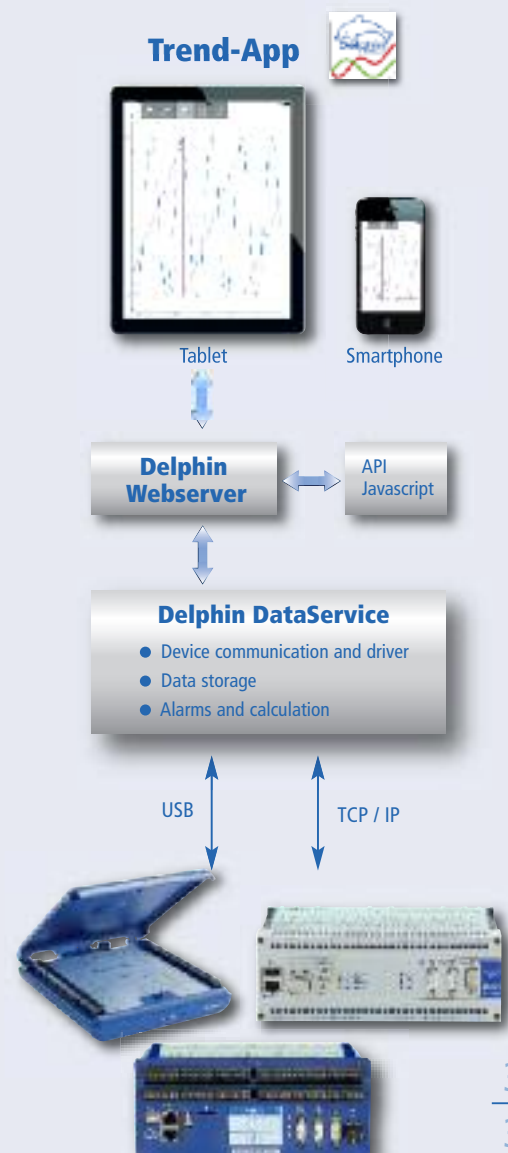 Trend-App
Tablet
Smartphone
Delphin
Webserver
API
Javascript
Delphin DataService
● Device communication and driver
● Data storage
● Alarms and calculation
USB
TCP / IP